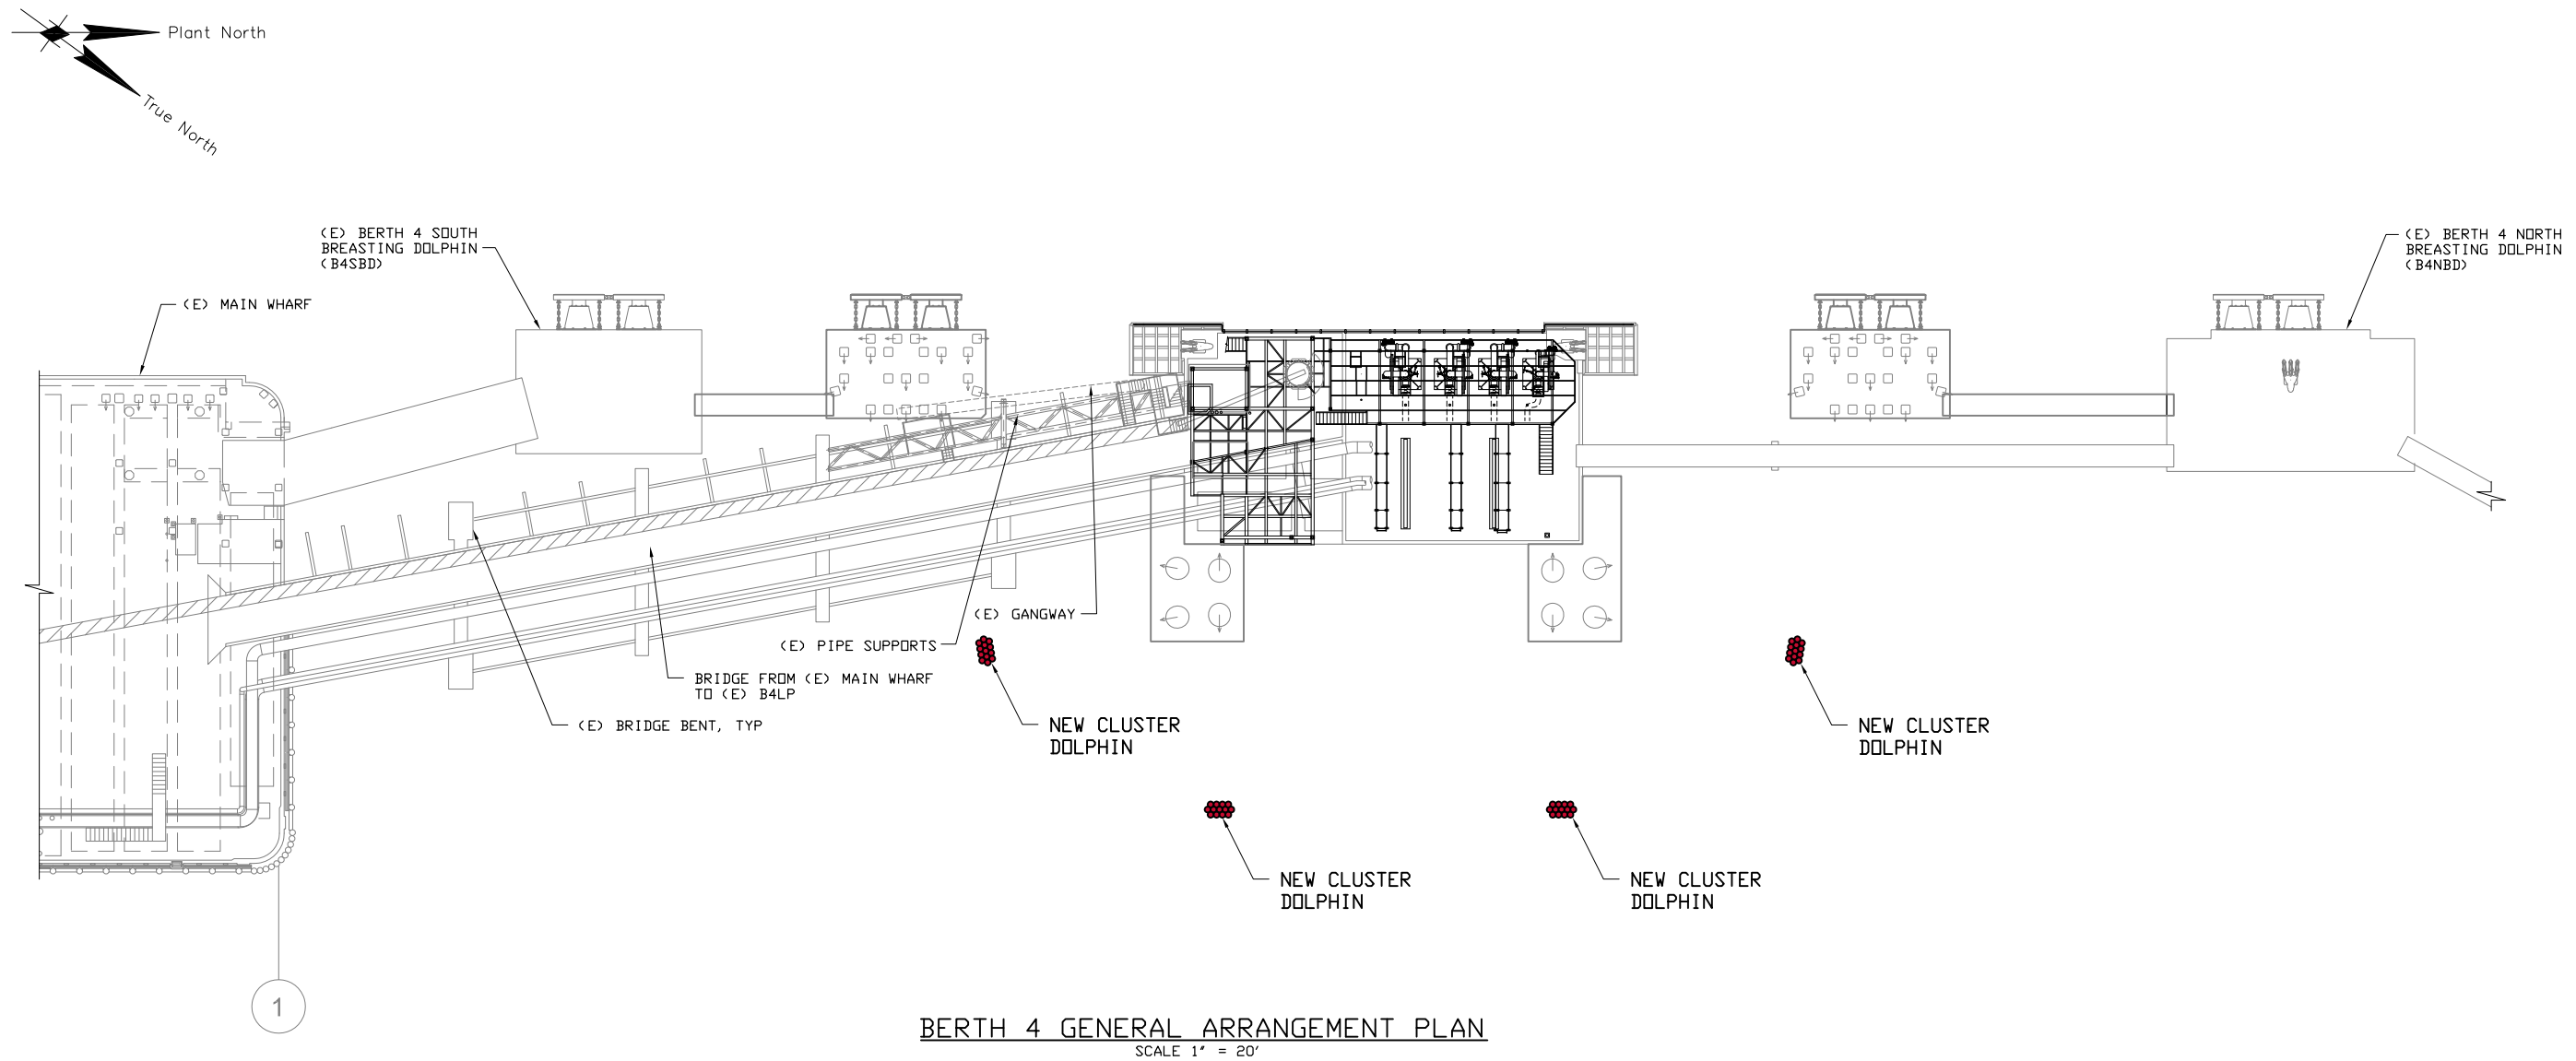 Plant North
True North
(E) BERTH 4 SOUTH
BREASTING DOLPHIN
(B4SBD)
(E) BERTH 4 NORTH
BREASTING DOLPHIN
(B4NBD)
(E) MAIN WHARF
(E) GANGWAY
(E) PIPE SUPPORTS
BRIDGE FROM (E) MAIN WHARF
TO (E) B4LP
(E) BRIDGE BENT, TYP
NEW CLUSTER
DOLPHIN
NEW CLUSTER
DOLPHIN
NEW CLUSTER
DOLPHIN
NEW CLUSTER
DOLPHIN
1
BERTH 4 GENERAL ARRANGEMENT PLAN
SCALE 1" = 20'